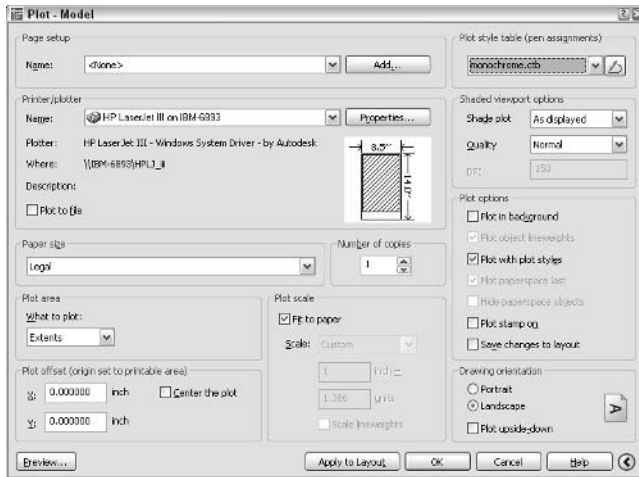 Plot - Model
Page setup
Name: <None> Add...
Printer/plotter
Name: HP LaserJet III on IBM-6893 Properties...
Plotter: HP LaserJet III - Windows System Driver - by Autodesk
Where: \\IBM-6893\HPLJ_iii
Description:
Plot to file
8.5"
14.0"
Paper size
Legal
Number of copies
1
Plot area
What to plot:
Extents
Plot scale
Fit to paper
Scale: Custom
1 inch =
1.386 units
Scale lineweights
Plot offset (origin set to printable area)
X: 0.000000 inch Center the plot
Y: 0.000000 inch
Plot style table (pen assignments)
monochrome.ctb
Shaded viewport options
Shade plot As displayed
Quality Normal
DPI 150
Plot options
Plot in background
Plot object lineweights
Plot with plot styles
Plot paperspace last
Hide paperspace objects
Plot stamp on
Save changes to layout
Drawing orientation
Portrait
Landscape
Plot upside-down
A
Preview... Apply to Layout OK Cancel Help